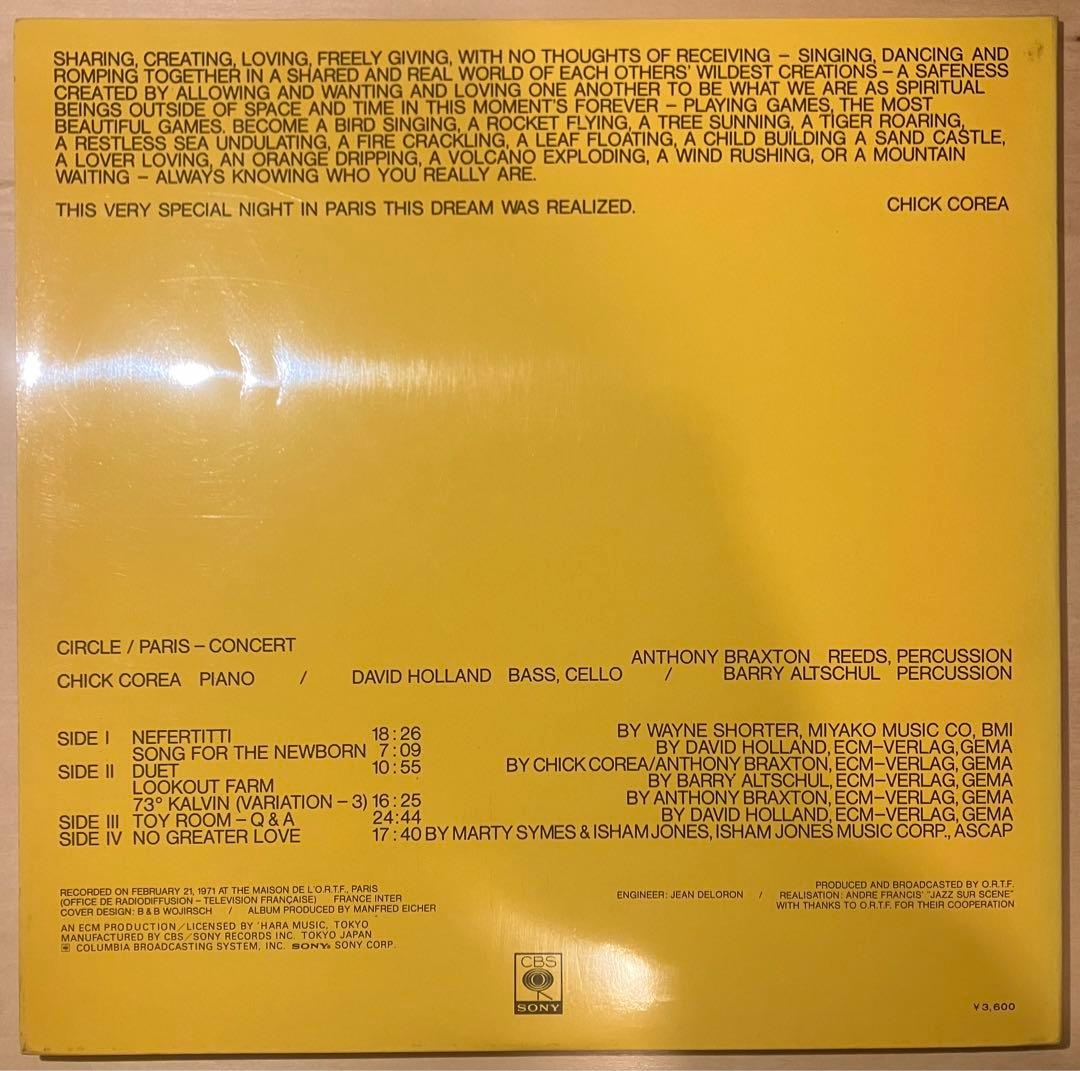 SHARING, CREATING, LOVING, FREELY GIVING, WITH NO THOUGHTS OF RECEIVING – SINGING, DANCING AND
ROMPING TOGETHER IN A SHARED AND REAL WORLD OF EACH OTHERS' WILDEST CREATIONS – A SAFENESS
CREATED BY ALLOWING AND WANTING AND LOVING ONE ANOTHER TO BE WHAT WE ARE AS SPIRITUAL
BEINGS OUTSIDE OF SPACE AND TIME IN THIS MOMENT'S FOREVER – PLAYING GAMES, THE MOST
BEAUTIFUL GAMES. BECOME A BIRD SINGING, A ROCKET FLYING, A TREE SUNNING, A TIGER ROARING,
A RESTLESS SEA UNDULATING, A FIRE CRACKLING, A LEAF FLOATING, A CHILD BUILDING A SAND CASTLE,
A LOVER LOVING, AN ORANGE DRIPPING, A VOLCANO EXPLODING, A WIND RUSHING, OR A MOUNTAIN
WAITING – ALWAYS KNOWING WHO YOU REALLY ARE.
THIS VERY SPECIAL NIGHT IN PARIS THIS DREAM WAS REALIZED. CHICK COREA
CIRCLE / PARIS – CONCERT
ANTHONY BRAXTON REEDS, PERCUSSION
CHICK COREA PIANO / DAVID HOLLAND BASS, CELLO / BARRY ALTSCHUL PERCUSSION
SIDE I NEFERTITTI 18:26 BY WAYNE SHORTER, MIYAKO MUSIC CO, BMI
SONG FOR THE NEWBORN 7:09 BY DAVID HOLLAND, ECM–VERLAG, GEMA
SIDE II DUET 10:55 BY CHICK COREA/ANTHONY BRAXTON, ECM–VERLAG, GEMA
LOOKOUT FARM BY BARRY ALTSCHUL, ECM–VERLAG, GEMA
73° KALVIN (VARIATION – 3) 16:25 BY ANTHONY BRAXTON, ECM–VERLAG, GEMA
SIDE III TOY ROOM – Q & A 24:44 BY DAVID HOLLAND, ECM–VERLAG, GEMA
SIDE IV NO GREATER LOVE 17:40 BY MARTY SYMES & ISHAM JONES, ISHAM JONES MUSIC CORP., ASCAP
RECORDED ON FEBRUARY 21, 1971 AT THE MAISON DE L'O.R.T.F., PARIS
(OFFICE DE RADIODIFFUSION – TELEVISION FRANÇAISE) FRANCE INTER
COVER DESIGN: B & B WOJIRSCH / ALBUM PRODUCED BY MANFRED EICHER
PRODUCED AND BROADCASTED BY O.R.T.F.
ENGINEER: JEAN DELORON / REALISATION: ANDRE FRANCIS' "JAZZ SUR SCENE"
WITH THANKS TO O.R.T.F. FOR THEIR COOPERATION
AN ECM PRODUCTION/LICENSED BY 'HARA MUSIC, TOKYO
MANUFACTURED BY CBS/SONY RECORDS INC. TOKYO JAPAN
COLUMBIA BROADCASTING SYSTEM, INC. SONY® SONY CORP.
CBS
SONY
¥3,600